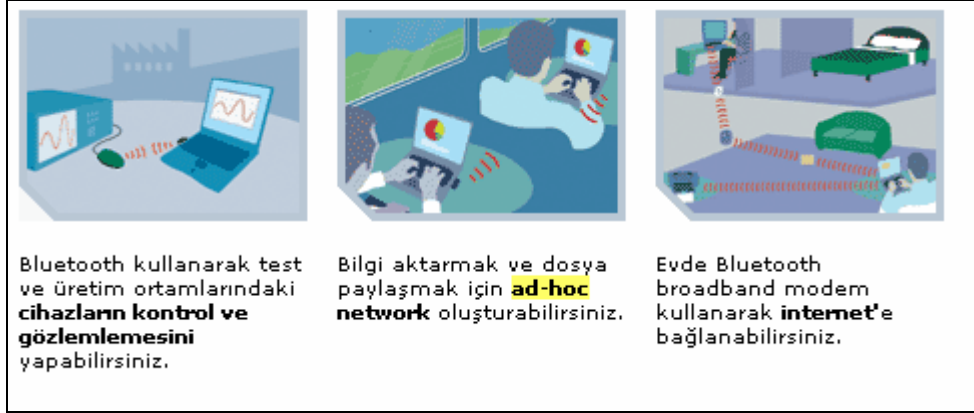 Bluetooth kullanarak test
ve üretim ortamlarındaki
cihazların kontrol ve
gözlemlemesini
yapabilirsiniz.
Bilgi aktarmak ve dosya
paylaşmak için ad-hoc
network oluşturabilirsiniz.
Evde Bluetooth
broadband modem
kullanarak internet'e
bağlanabilirsiniz.